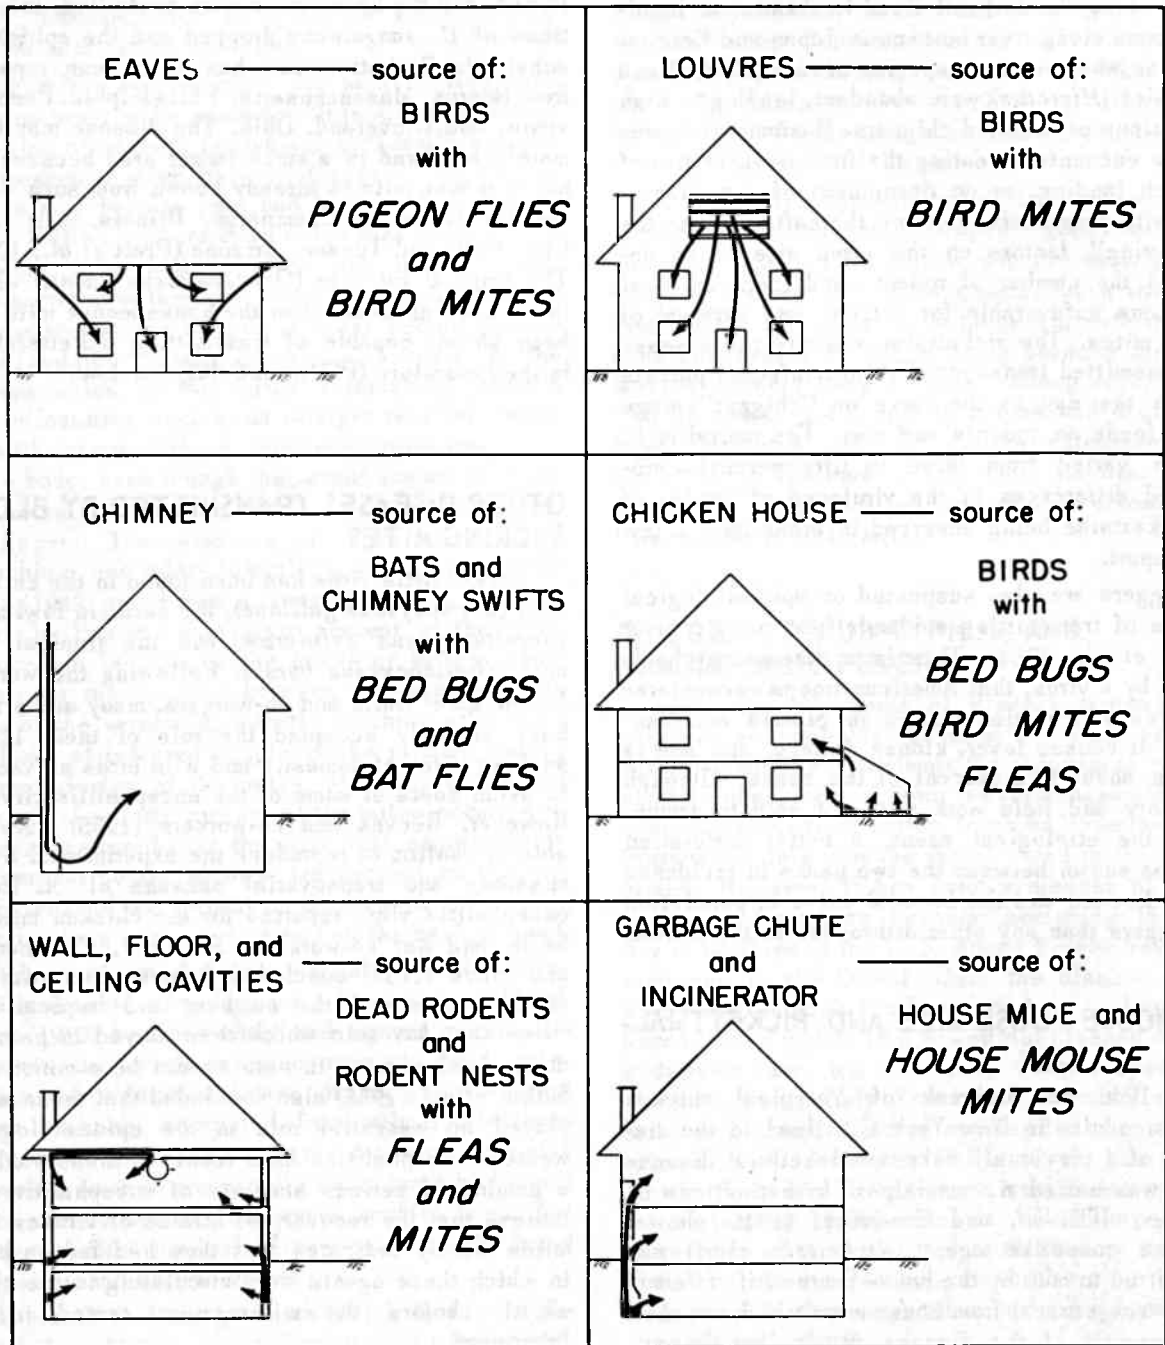 EAVES source of:
BIRDS
with
PIGEON FLIES
and
BIRD MITES
LOUVRES source of:
BIRDS
with
BIRD MITES
CHIMNEY source of:
BATS and
CHIMNEY SWIFTS
with
BED BUGS
and
BAT FLIES
CHICKEN HOUSE source of:
BIRDS
with
BED BUGS
BIRD MITES
FLEAS
WALL, FLOOR, and
CEILING CAVITIES
source of:
DEAD RODENTS
and
RODENT NESTS
with
FLEAS
and
MITES
GARBAGE CHUTE
and
INCINERATOR
source of:
HOUSE MICE and
HOUSE MOUSE
MITES